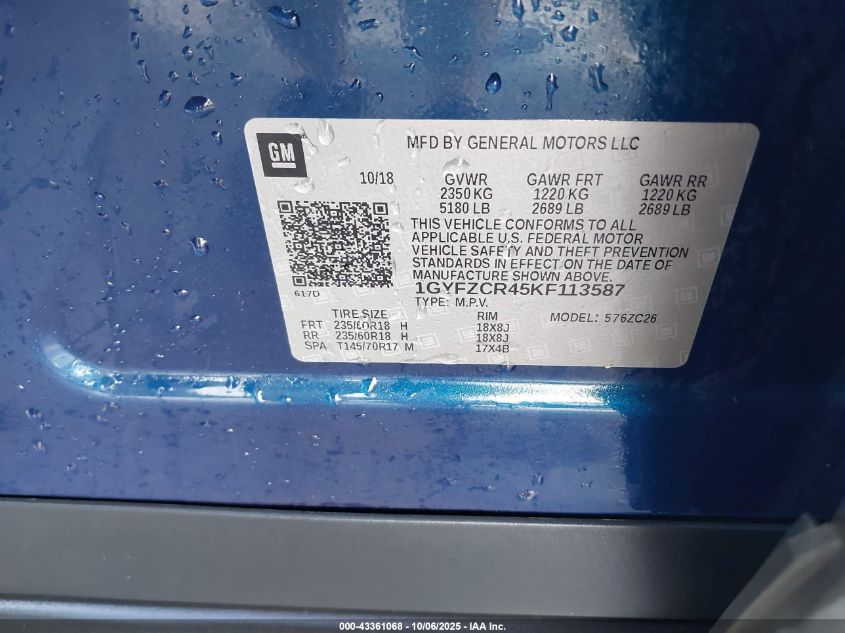 GM
MFD BY GENERAL MOTORS LLC
10/18 GVWR GAWR FRT GAWR RR
2350 KG 1220 KG 1220 KG
5180 LB 2689 LB 2689 LB
THIS VEHICLE CONFORMS TO ALL
APPLICABLE U.S. FEDERAL MOTOR
VEHICLE SAFETY AND THEFT PREVENTION
STANDARDS IN EFFECT ON THE DATE OF
MANUFACTURE SHOWN ABOVE.
617D
1GYFZCR45KF113587
TYPE: M.P.V. MODEL: 576ZC26
TIRE SIZE RIM
FRT 235/60R18 H 18X8J
RR 235/60R18 H 18X8J
SPA T145/70R17 M 17X4B
000-43361068 - 10/06/2025 - IAA Inc.